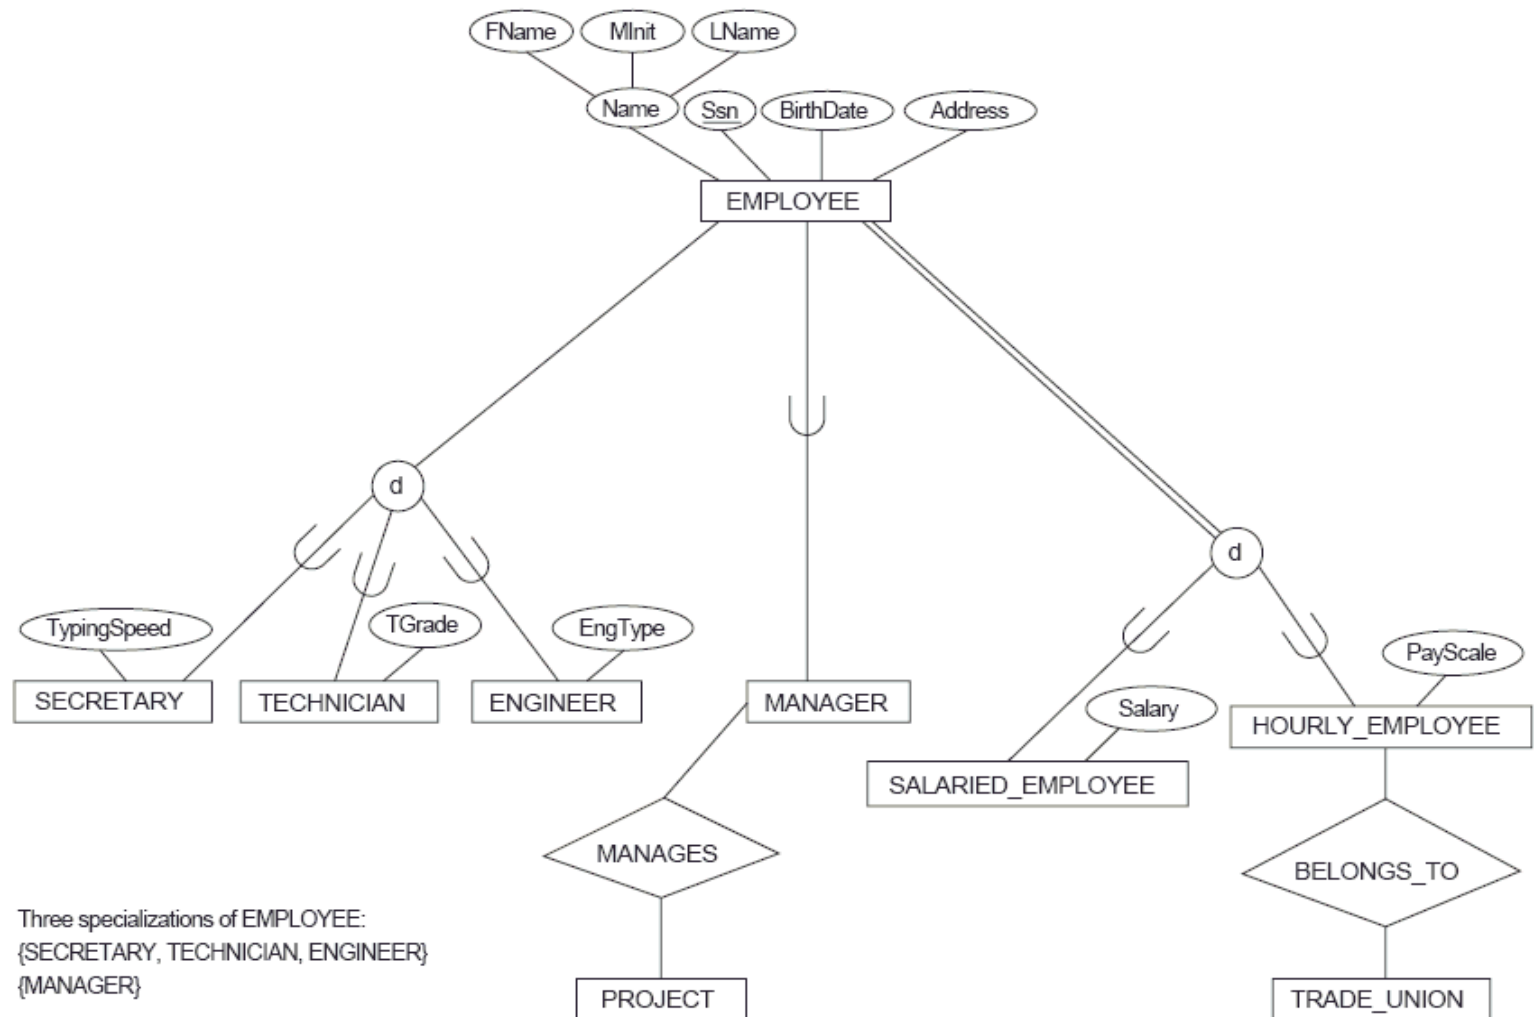 FName MInit LName
Name Ssn BirthDate Address
EMPLOYEE
d
d
TypingSpeed TGrade EngType PayScale
SECRETARY TECHNICIAN ENGINEER MANAGER Salary HOURLY_EMPLOYEE
SALARIED_EMPLOYEE
MANAGES BELONGS_TO
Three specializations of EMPLOYEE:
{SECRETARY, TECHNICIAN, ENGINEER}
{MANAGER}
PROJECT TRADE_UNION